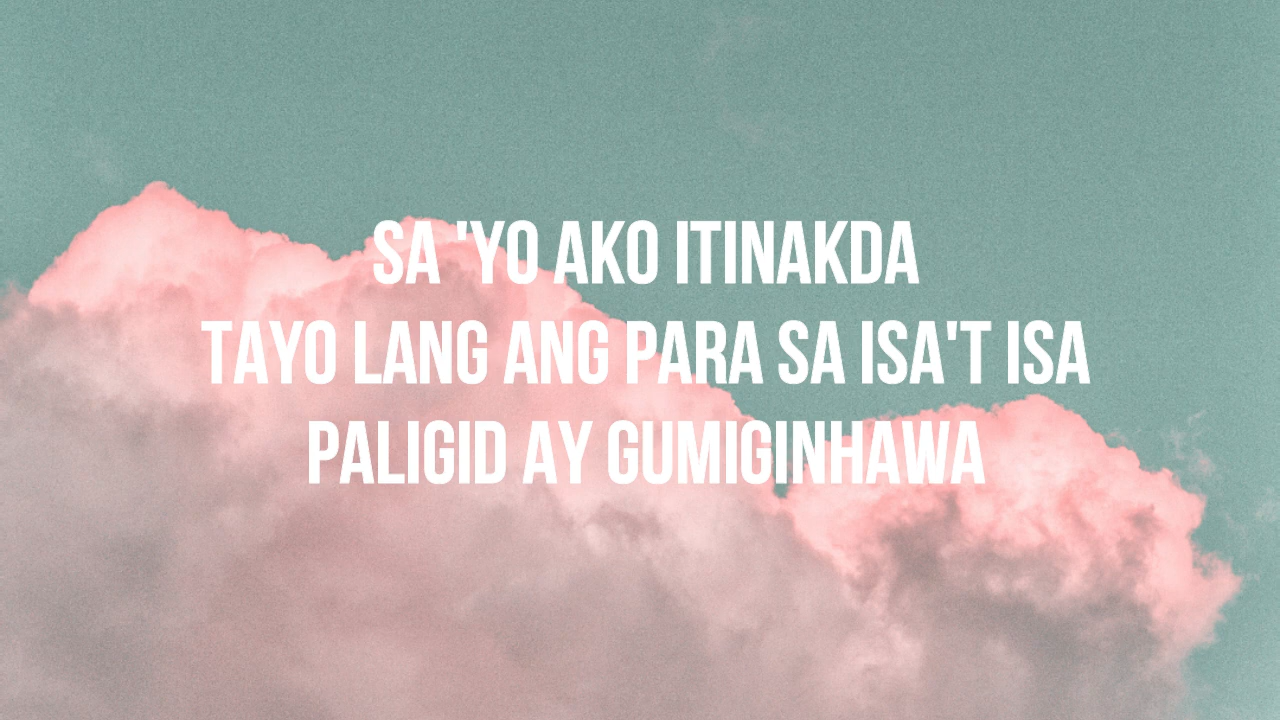 SA 'YO AKO ITINAKDA
TAYO LANG ANG PARA SA ISA'T ISA
PALIGID AY GUMIGINHAWA